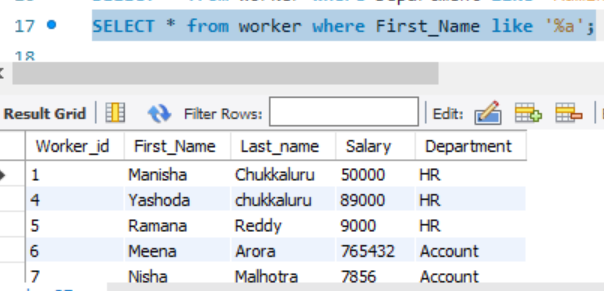 17 SELECT * from worker where First_Name like '%a';
18
Result Grid Filter Rows: Edit:
Worker_id First_Name Last_name Salary Department
1 Manisha Chukkaluru 50000 HR
4 Yashoda chukkaluru 89000 HR
5 Ramana Reddy 9000 HR
6 Meena Arora 765432 Account
7 Nisha Malhotra 7856 Account